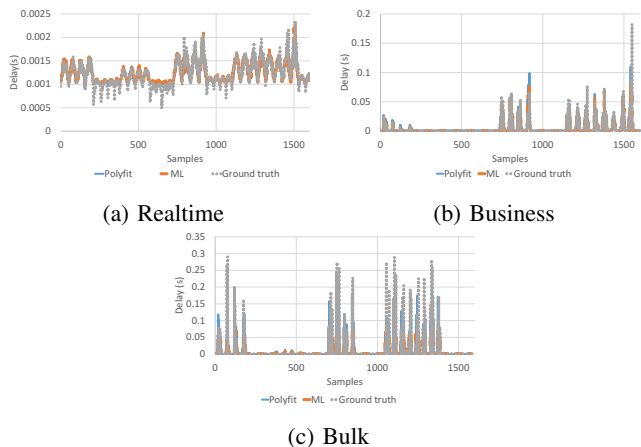 0.0025
0.002
0.0015
0.001
0.0005
0
Delay(s)
0 500 1000 1500
Samples
Polyfit ML Ground truth
(a) Realtime
0.2
0.15
0.1
0.05
0
Delay (s)
0 500 1000 1500
Samples
Polyfit ML Ground truth
(b) Business
0.35
0.3
0.25
0.2
0.15
0.1
0.05
0
Delay (s)
0 500 1000 1500
Samples
Polyfit ML Ground truth
(c) Bulk